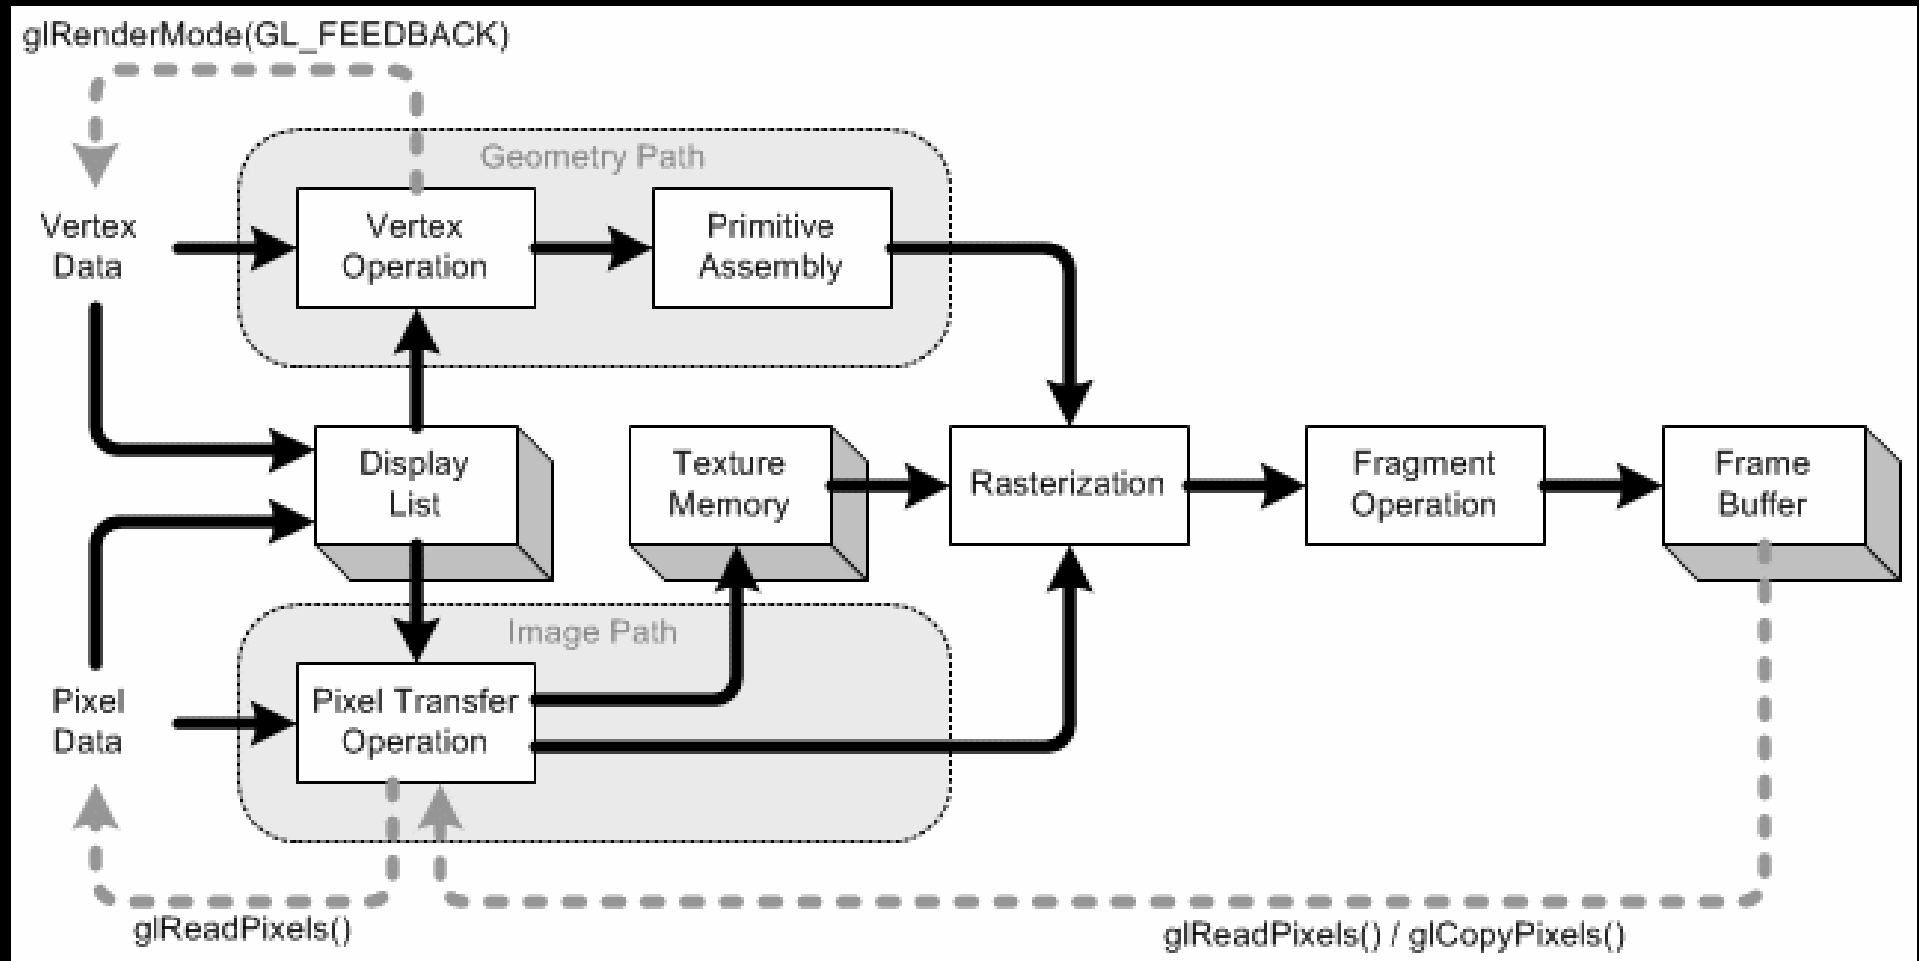 glRenderMode(GL_FEEDBACK)
Geometry Path
Vertex
Data
Vertex
Operation
Primitive
Assembly
Display
List
Texture
Memory
Rasterization
Fragment
Operation
Frame
Buffer
Image Path
Pixel
Data
Pixel Transfer
Operation
glReadPixels()
glReadPixels() / glCopyPixels()